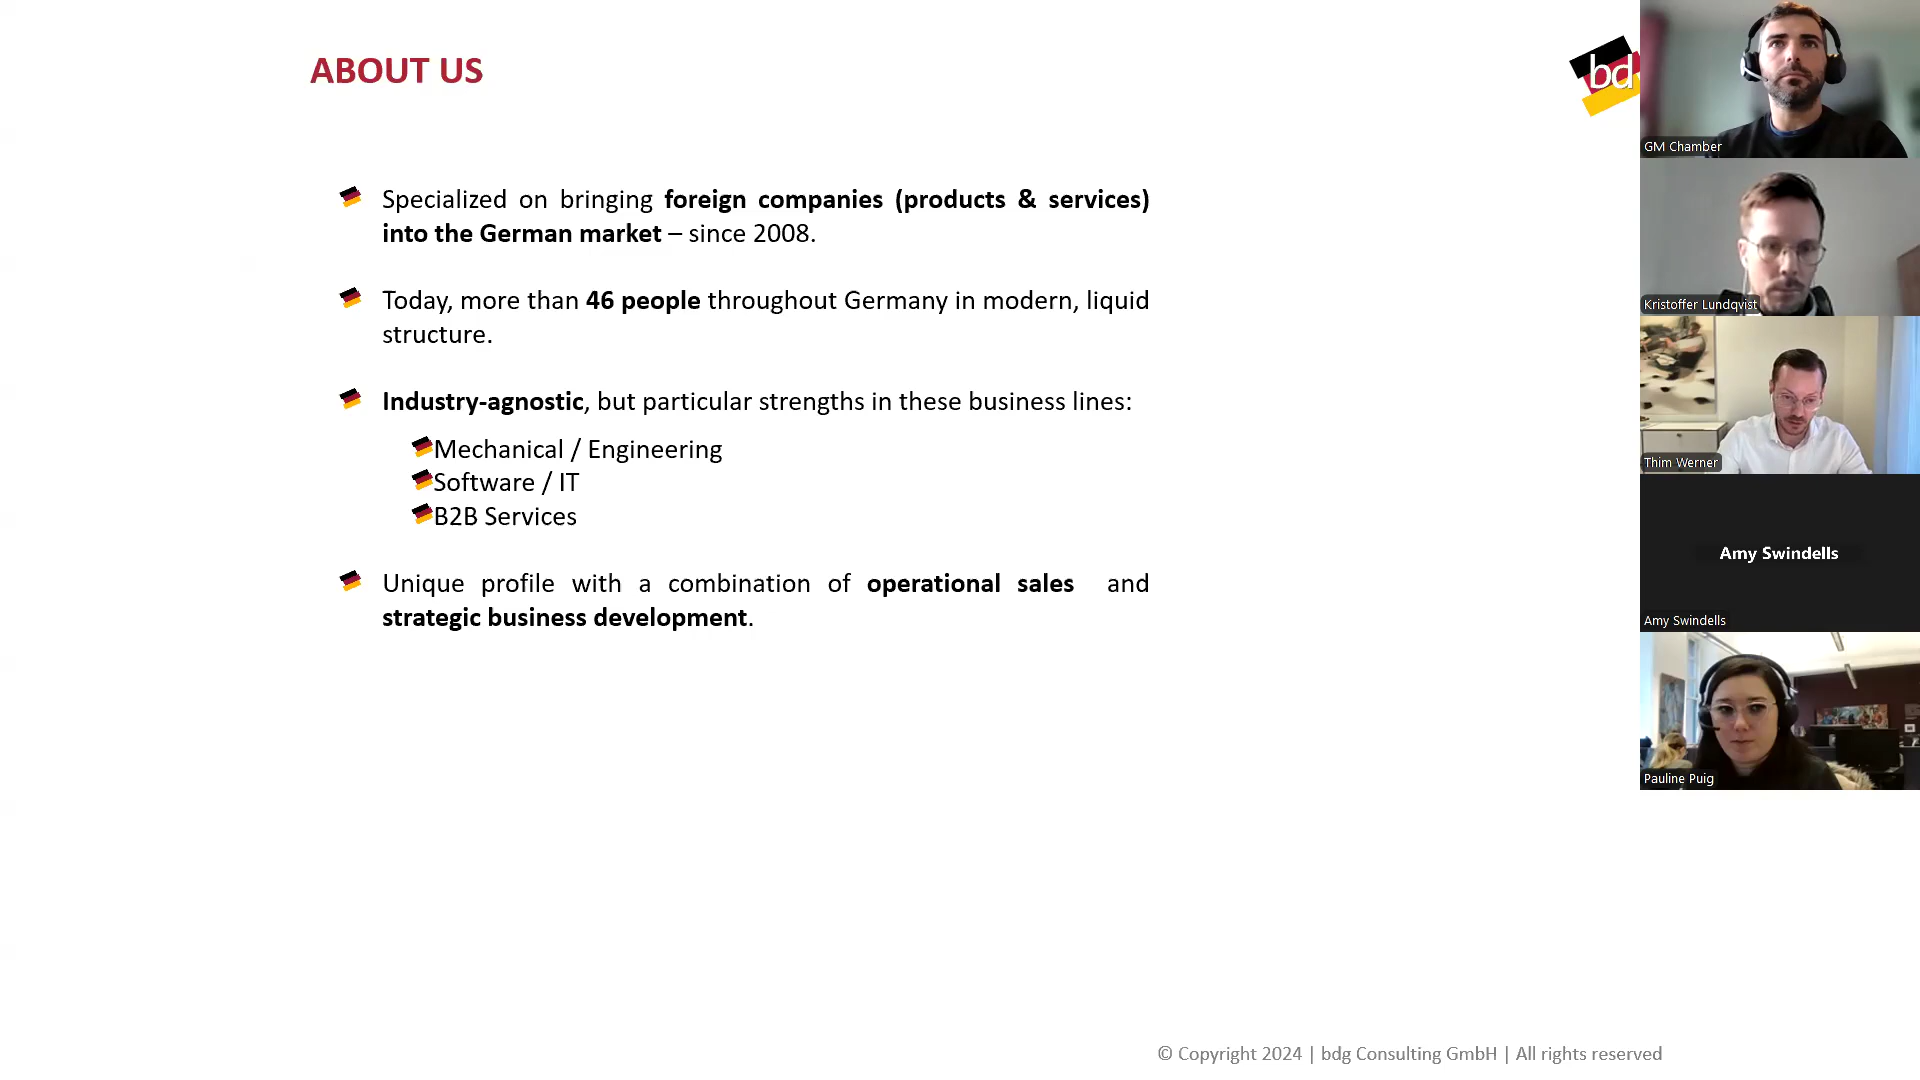 ABOUT US
bd
Specialized on bringing foreign companies (products & services)
into the German market – since 2008.
Today, more than 46 people throughout Germany in modern, liquid
structure.
Industry-agnostic, but particular strengths in these business lines:
Mechanical / Engineering
Software / IT
B2B Services
Unique profile with a combination of operational sales and
strategic business development.
© Copyright 2024 | bdg Consulting GmbH | All rights reserved
GM Chamber
Kristoffer Lundqvist
Thim Werner
Amy Swindells
Amy Swindells
Pauline Puig